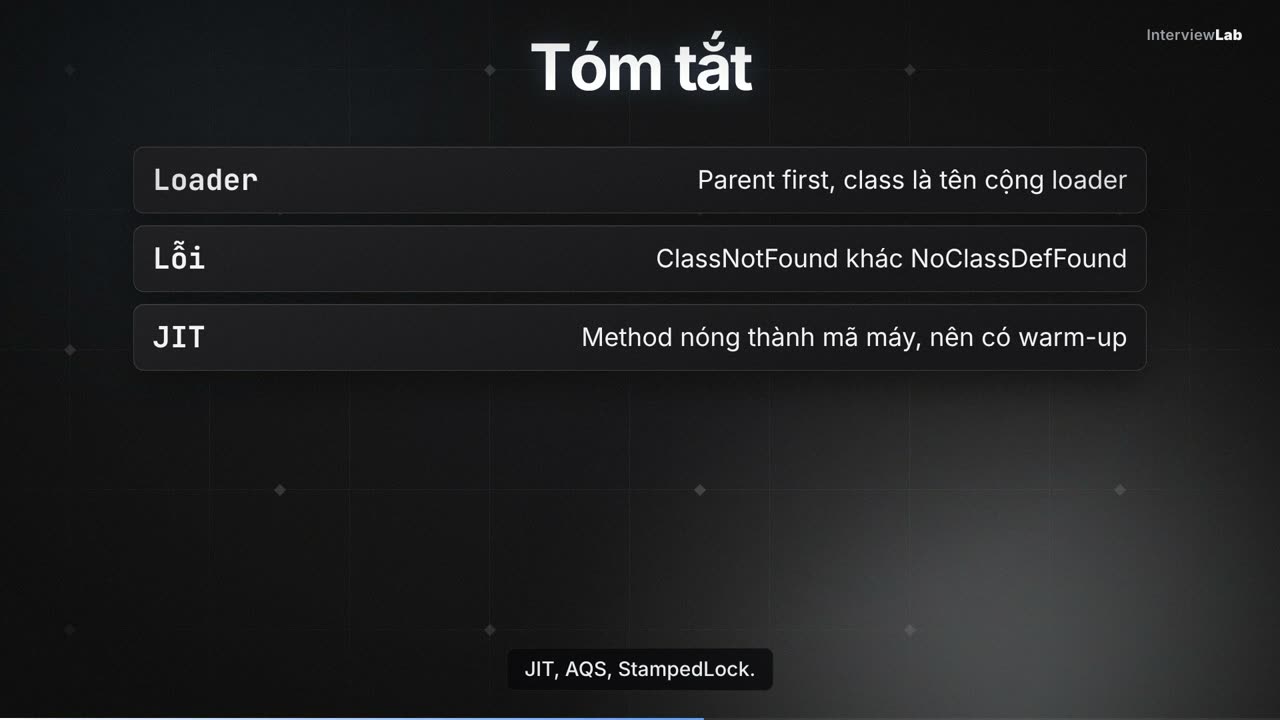 InterviewLab
Tóm tắt
Loader Parent first, class là tên cộng loader
Lỗi ClassNotFound khác NoClassDefFound
JIT Method nóng thành mã máy, nên có warm-up
JIT, AQS, StampedLock.